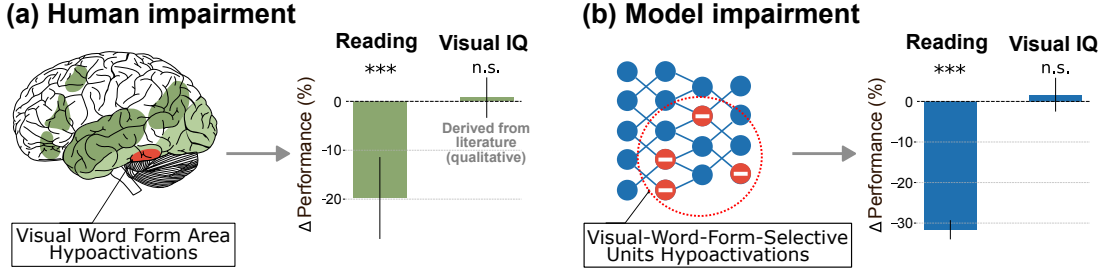 (a) Human impairment
Reading
Visual IQ
***
n.s.
Δ Performance (%)
0
-10
-20
Derived from
literature
(qualitative)
Visual Word Form Area
Hypoactivations
(b) Model impairment
Reading
Visual IQ
***
n.s.
Δ Performance (%)
0
−10
−20
−30
Visual-Word-Form-Selective
Units Hypoactivations